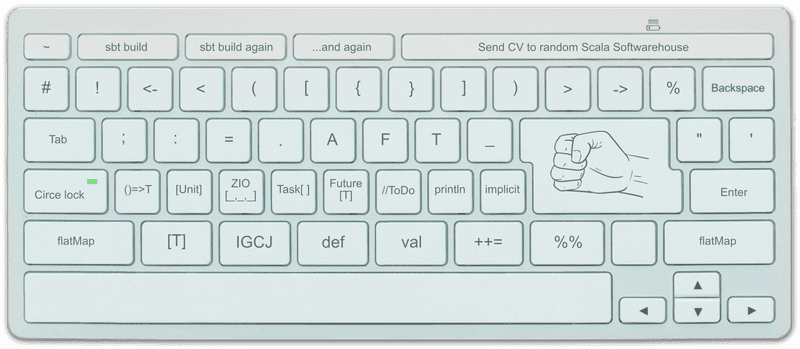 ~ sbt build sbt build again ...and again Send CV to random Scala Softwarehouse
# ! <- < ( [ { } ] ) > -> % Backspace
Tab ; : = . A F T _ " '
Circe lock ()=>T [Unit] ZIO [_,_,_] Task[ ] Future [T] //ToDo println implicit Enter
flatMap [T] IGCJ def val ++= %% flatMap
◄ ▲ ▼ ►